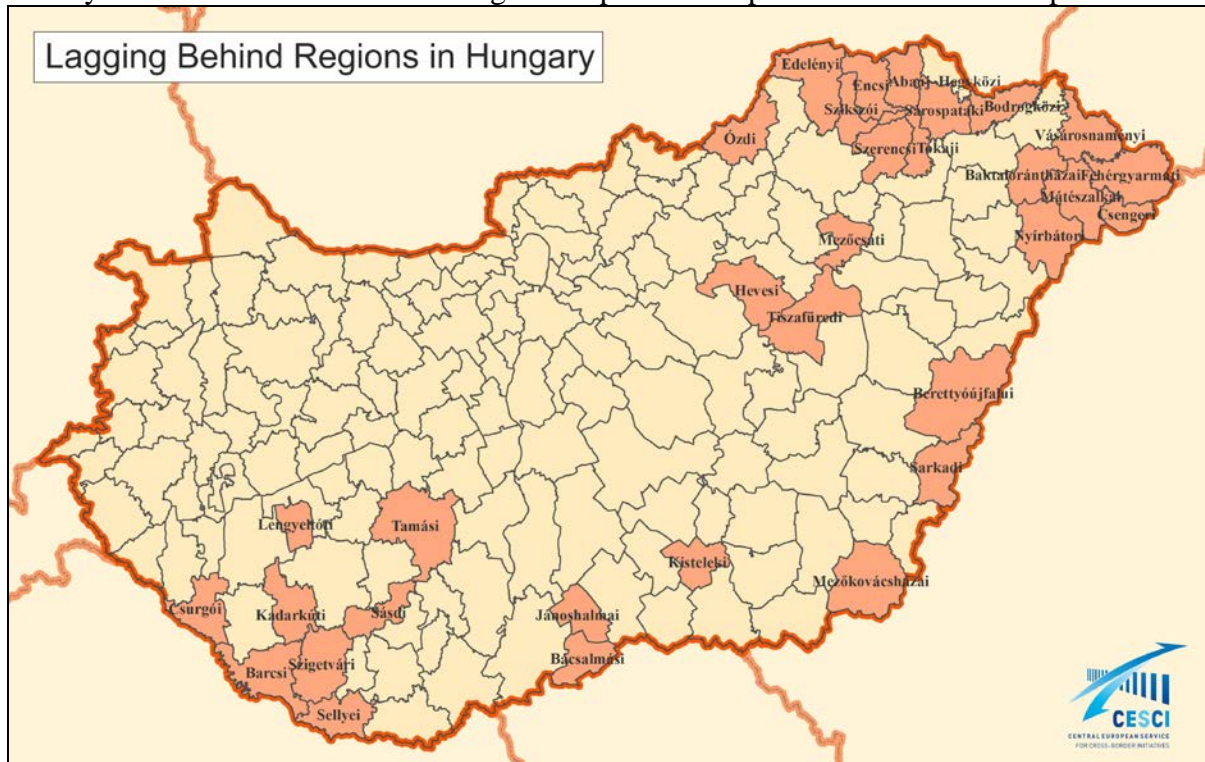 Lagging Behind Regions in Hungary
Edelényi
Encsi
Abaúj-Hegyközi
Szikszói
Sárospataki
Bodrogközi
Ózdi
Szerencsi
Tokaji
Vásárosnaményi
Baktalórántházai
Fehérgyarmati
Mátészalkai
Csengeri
Nyírbátori
Mezőcsáti
Hevesi
Tiszafüredi
Berettyóújfalui
Sarkadi
Lengyeltóti
Tamási
Kisteleki
Mezőkovácsházai
Csurgói
Kadarkúti
Sásdi
Jánoshalmai
Barcsi
Szigetvári
Bácsalmási
Sellyei
CESCI
CENTRAL EUROPEAN SERVICE
FOR CROSS-BORDER INITIATIVES